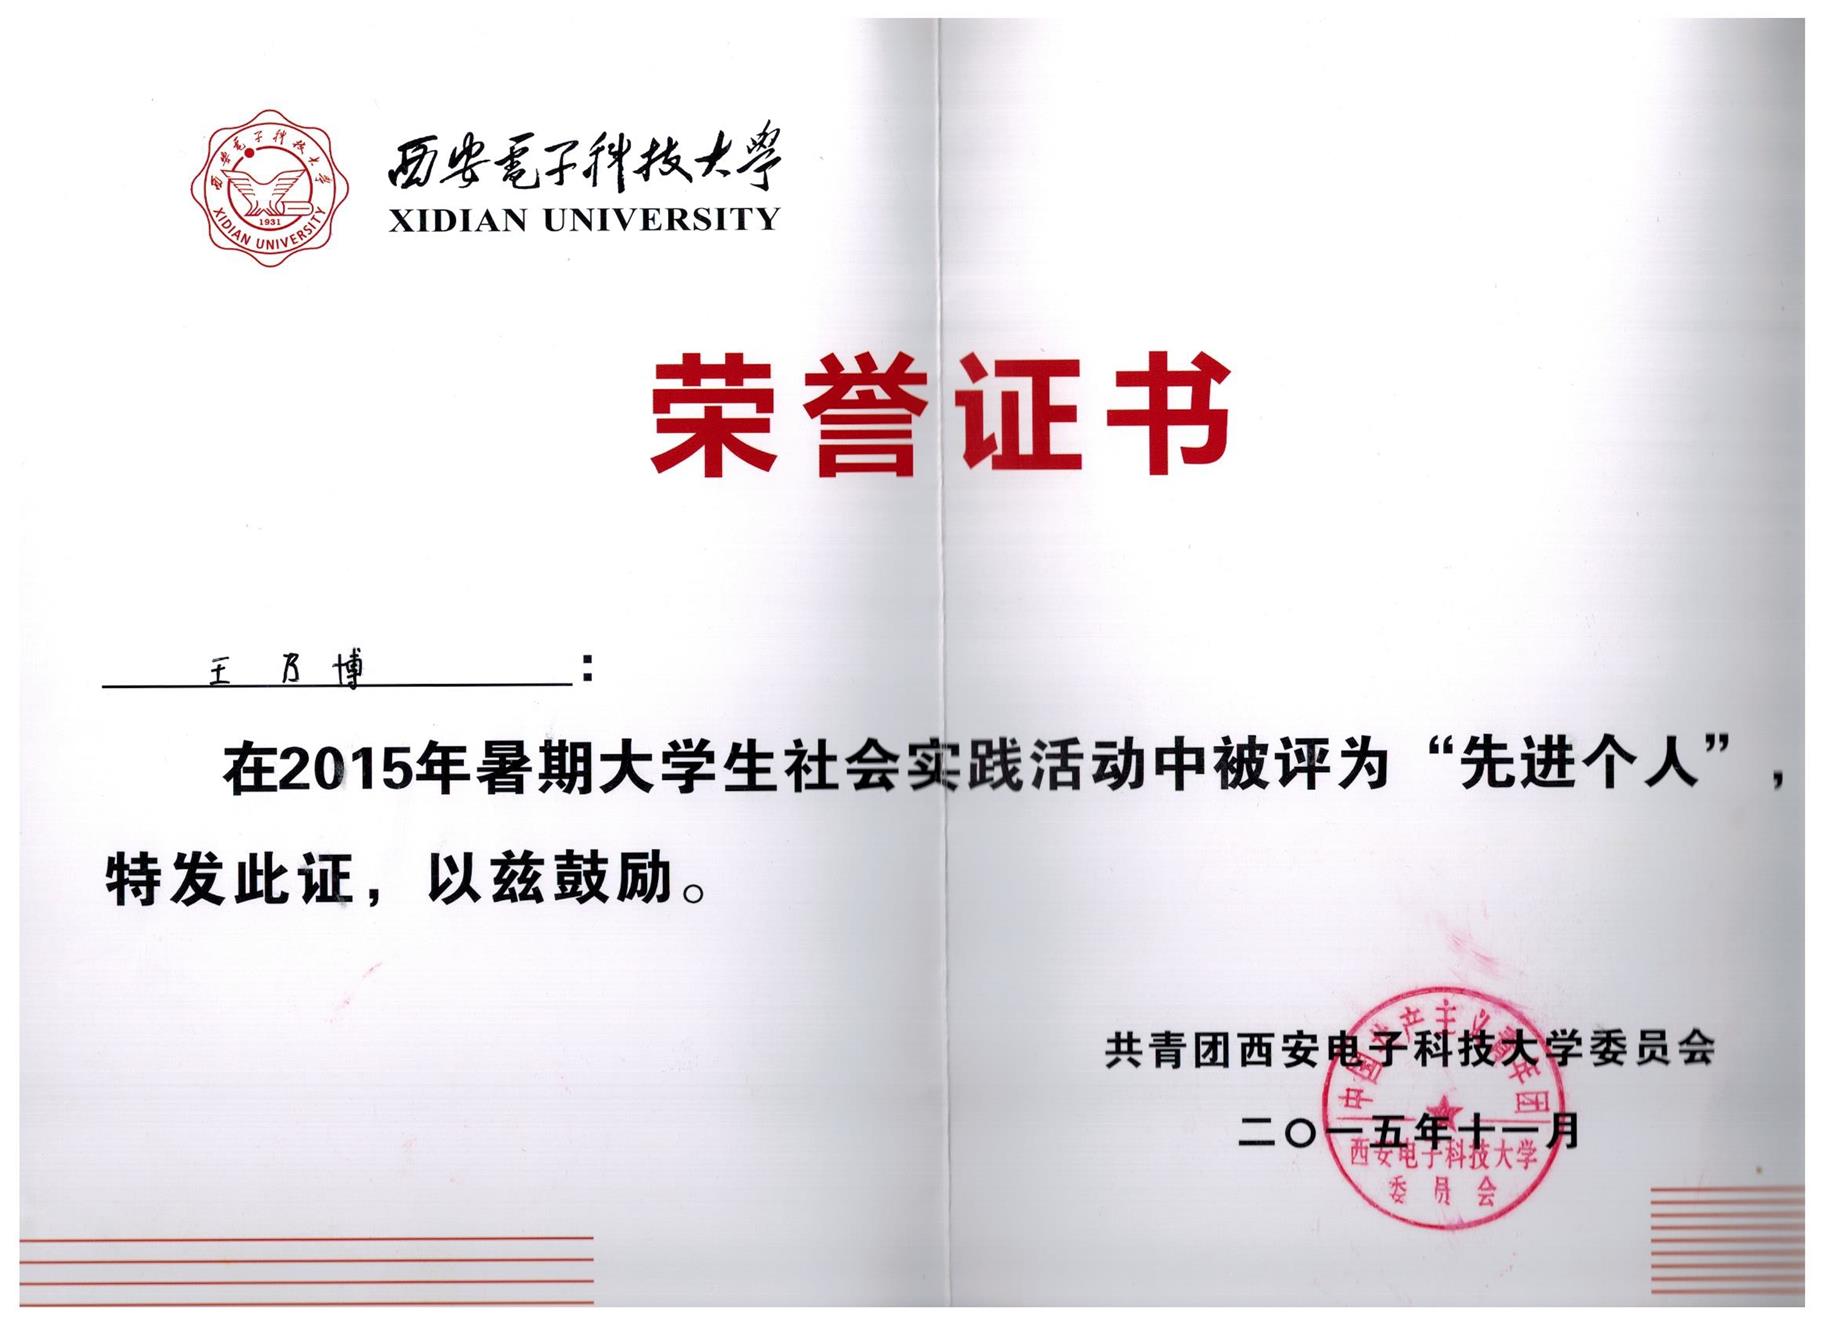 西安電子科技大學
XIDIAN UNIVERSITY
西安電子科技大學
1931
XIDIAN UNIVERSITY
荣誉证书
王乃博：
在2015年暑期大学生社会实践活动中被评为“先进个人”，
特发此证，以兹鼓励。
共青团西安电子科技大学委员会
二〇一五年十一月
中国共产主义青年团
西安电子科技大学
委员会